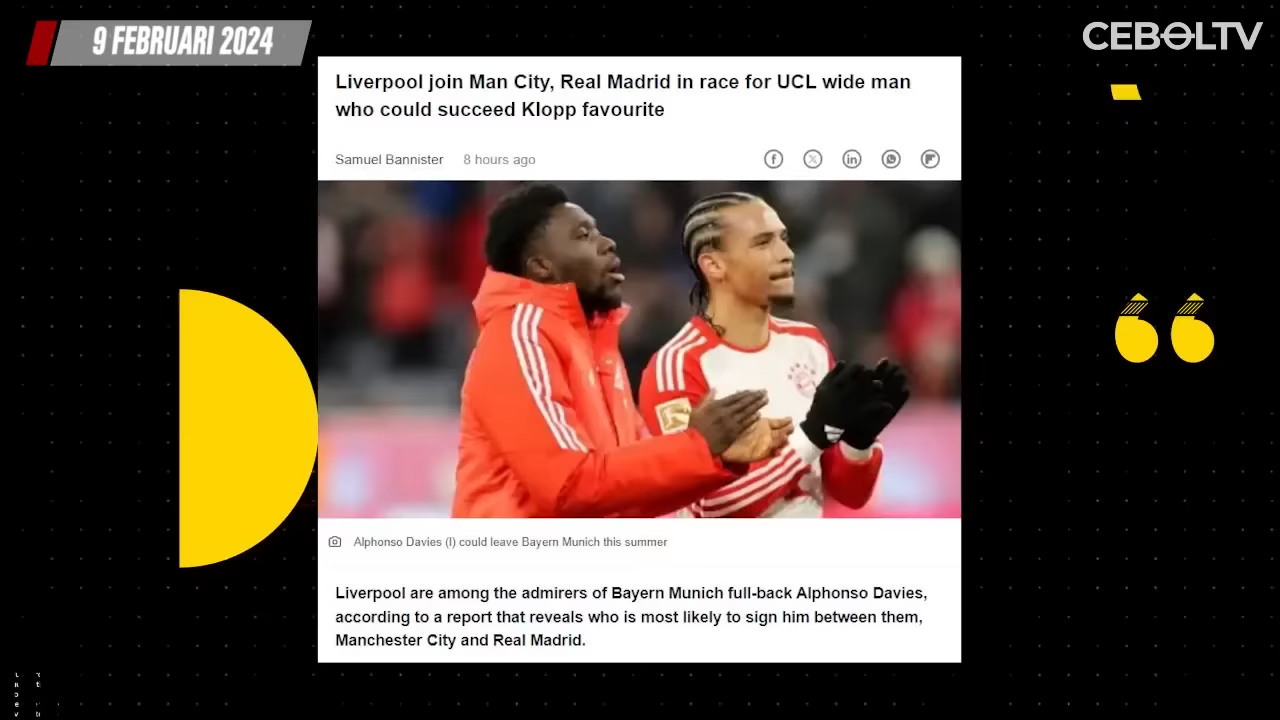 9 FEBRUARI 2024
CEBOLTV
Liverpool join Man City, Real Madrid in race for UCL wide man
who could succeed Klopp favourite
Samuel Bannister 8 hours ago
Alphonso Davies (l) could leave Bayern Munich this summer
Liverpool are among the admirers of Bayern Munich full-back Alphonso Davies,
according to a report that reveals who is most likely to sign him between them,
Manchester City and Real Madrid.